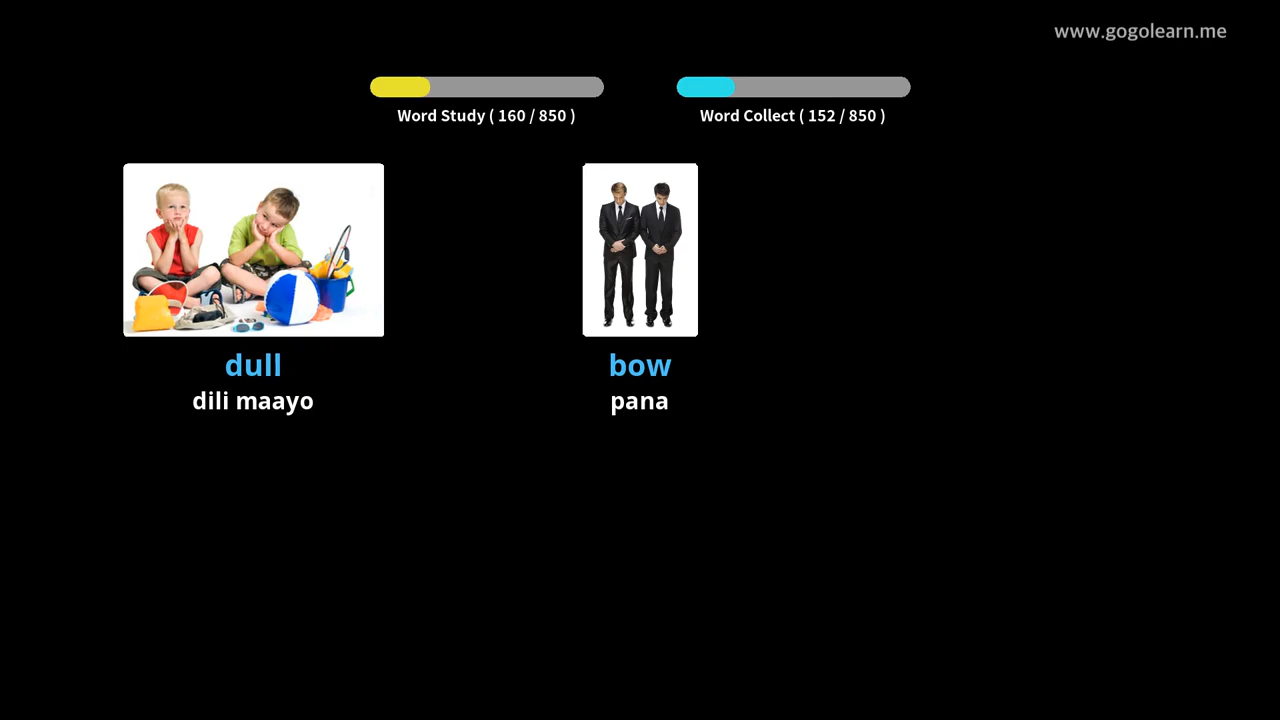 www.gogolearn.me
Word Study ( 160 / 850 )
Word Collect ( 152 / 850 )
dull
dili maayo
bow
pana